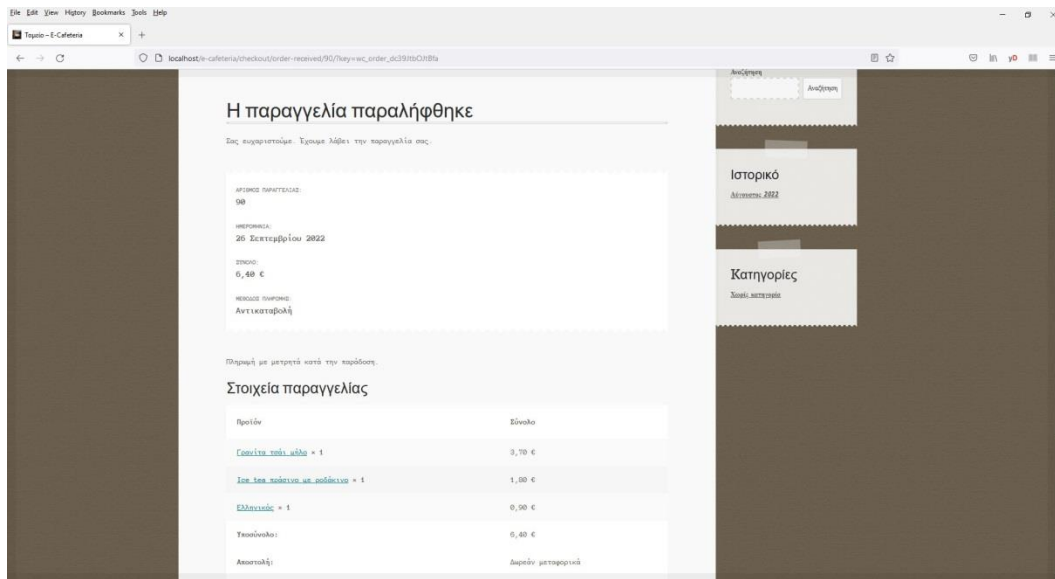 File Edit View History Bookmarks Tools Help
Ταμείο – E-Cafeteria
localhost/e-cafeteria/checkout/order-received/90/?key=wc_order_dc39JtbOJtBfa
Αναζήτηση
Αναζήτηση
Η παραγγελία παραλήφθηκε
Σας ευχαριστούμε. Έχουμε λάβει την παραγγελία σας.
ΑΡΙΘΜΟΣ ΠΑΡΑΓΓΕΛΙΑΣ:
90
ΗΜΕΡΟΜΗΝΙΑ:
26 Σεπτεμβρίου 2022
ΣΥΝΟΛΟ:
6,40 €
ΜΕΘΟΔΟΣ ΠΛΗΡΩΜΗΣ:
Αντικαταβολή
Ιστορικό
Αύγουστος 2022
Κατηγορίες
Χωρίς κατηγορία
Πληρωμή με μετρητά κατά την παράδοση.
Στοιχεία παραγγελίας
Προϊόν Σύνολο
Γρανίτα τσάι μήλο × 1 3,70 €
Ice tea πράσινο με ροδάκινο × 1 1,80 €
Ελληνικός × 1 0,90 €
Υποσύνολο: 6,40 €
Αποστολή: Δωρεάν μεταφορικά